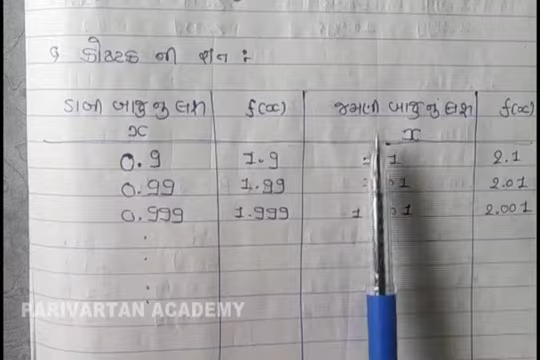 કોષ્ટક ની રીત :
ડાબી બાજુનું લક્ષ f(x) જમણી બાજુનું લક્ષ f(x)
x x
0.9 1.9 2.1
0.99 1.99 2.01
0.999 1.999 2.001
PARIVARTAN ACADEMY